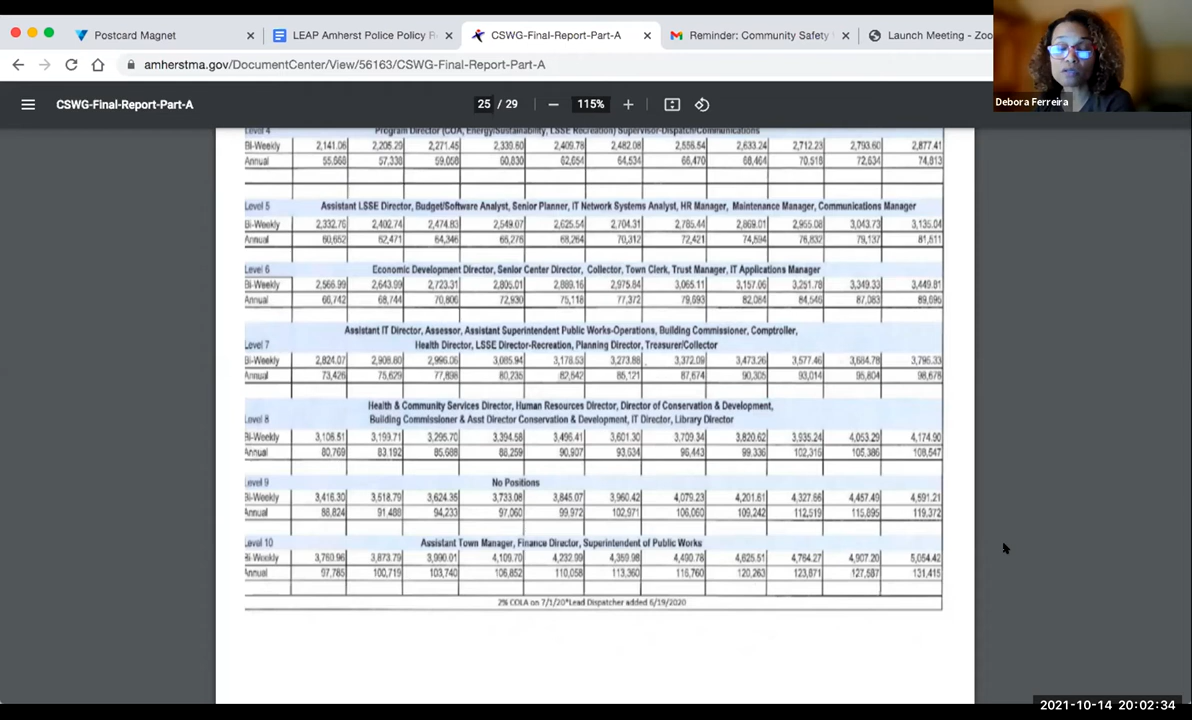 Postcard Magnet
LEAP Amherst Police Policy R
CSWG-Final-Report-Part-A
Reminder: Community Safety
Launch Meeting - Zoo
amherstma.gov/DocumentCenter/View/56163/CSWG-Final-Report-Part-A
Debora Ferreira
CSWG-Final-Report-Part-A
25 / 29
115%
Level 4 Program Director (COA, Energy/Sustainability, LSSE Recreation) Supervisor-Dispatch/Communications
Bi-Weekly 2,141.06 2,205.29 2,271.45 2,339.60 2,409.78 2,482.08 2,556.54 2,633.24 2,712.23 2,793.60 2,877.41
Annual 55,668 57,338 59,058 60,830 62,654 64,534 66,470 68,464 70,518 72,634 74,813
Level 5 Assistant LSSE Director, Budget/Software Analyst, Senior Planner, IT Network Systems Analyst, HR Manager, Maintenance Manager, Communications Manager
Bi-Weekly 2,332.76 2,402.74 2,474.83 2,549.07 2,625.54 2,704.31 2,785.44 2,869.01 2,955.08 3,043.73 3,135.04
Annual 60,652 62,471 64,346 66,276 68,264 70,312 72,421 74,594 76,832 79,137 81,511
Level 6 Economic Development Director, Senior Center Director, Collector, Town Clerk, Trust Manager, IT Applications Manager
Bi-Weekly 2,566.99 2,643.99 2,723.31 2,805.01 2,889.16 2,975.84 3,065.11 3,157.06 3,251.78 3,349.33 3,449.81
Annual 66,742 68,744 70,806 72,930 75,118 77,372 79,693 82,084 84,546 87,083 89,695
Assistant IT Director, Assessor, Assistant Superintendent Public Works-Operations, Building Commissioner, Comptroller,
Level 7 Health Director, LSSE Director-Recreation, Planning Director, Treasurer/Collector
Bi-Weekly 2,824.07 2,908.80 2,996.06 3,085.94 3,178.53 3,273.88 3,372.09 3,473.26 3,577.46 3,684.78 3,795.33
Annual 73,426 75,629 77,898 80,235 82,642 85,121 87,674 90,305 93,014 95,804 98,678
Health & Community Services Director, Human Resources Director, Director of Conservation & Development,
Level 8 Building Commissioner & Asst Director Conservation & Development, IT Director, Library Director
Bi-Weekly 3,106.51 3,199.71 3,295.70 3,394.58 3,496.41 3,601.30 3,709.34 3,820.62 3,935.24 4,053.29 4,174.90
Annual 80,769 83,192 85,688 88,259 90,907 93,634 96,443 99,336 102,316 105,386 108,547
Level 9 No Positions
Bi-Weekly 3,416.30 3,518.79 3,624.35 3,733.08 3,845.07 3,960.42 4,079.23 4,201.61 4,327.66 4,457.49 4,591.21
Annual 88,824 91,488 94,233 97,060 99,972 102,971 106,060 109,242 112,519 115,895 119,372
Level 10 Assistant Town Manager, Finance Director, Superintendent of Public Works
Bi-Weekly 3,760.96 3,873.79 3,990.01 4,109.70 4,232.99 4,359.98 4,490.78 4,625.51 4,764.27 4,907.20 5,054.42
Annual 97,785 100,719 103,740 106,852 110,058 113,360 116,760 120,263 123,871 127,587 131,415
2% COLA on 7/1/20*Lead Dispatcher added 6/19/2020
2021-10-14 20:02:34